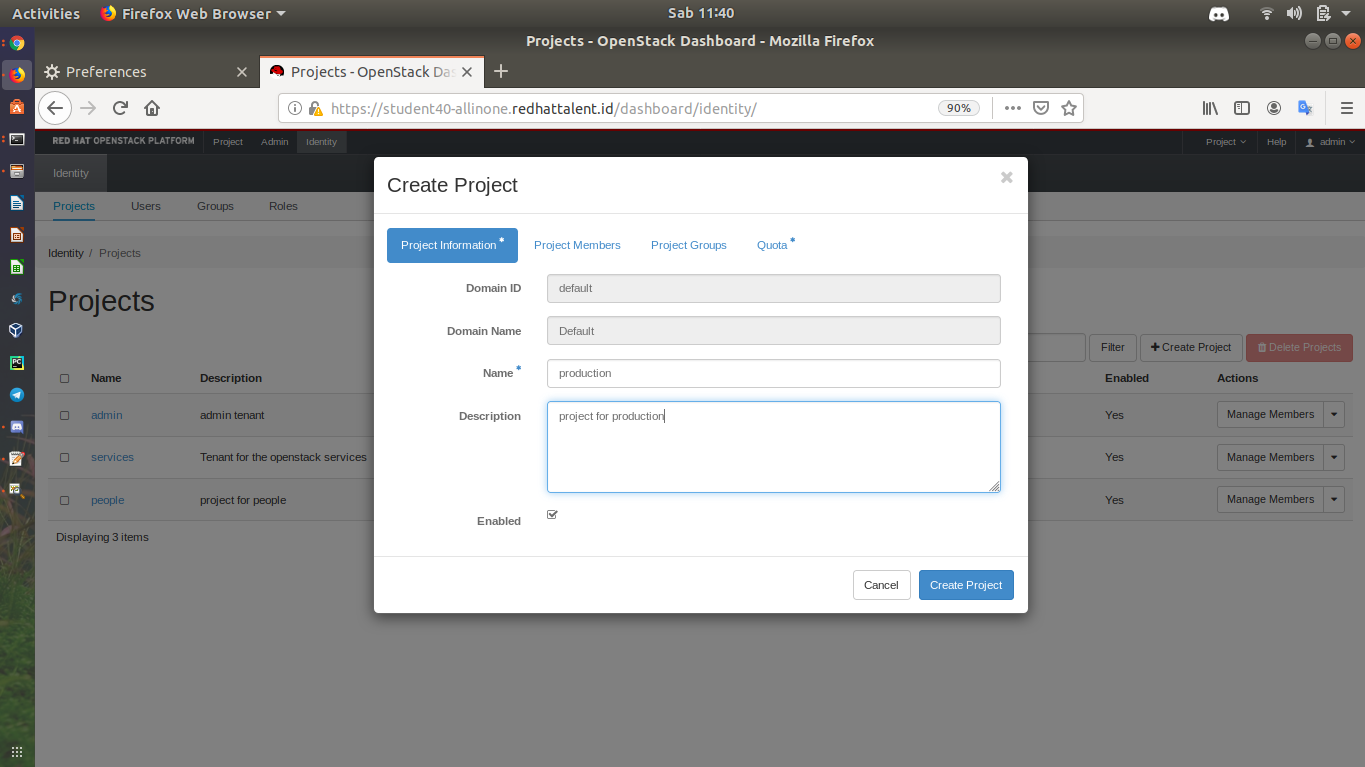 Activities Firefox Web Browser Sab 11:40
Projects - OpenStack Dashboard - Mozilla Firefox
Preferences Projects - OpenStack Das
https://student40-allinone.redhattalent.id/dashboard/identity/ 90%
RED HAT OPENSTACK PLATFORM Project Admin Identity Project Help admin
Identity
Projects Users Groups Roles
Identity / Projects
Projects
Filter Create Project Delete Projects
Name Description Enabled Actions
admin admin tenant Yes Manage Members
services Tenant for the openstack services Yes Manage Members
people project for people Yes Manage Members
Displaying 3 items
Create Project
Project Information * Project Members Project Groups Quota *
Domain ID default
Domain Name Default
Name * production
Description project for production
Enabled
Cancel Create Project